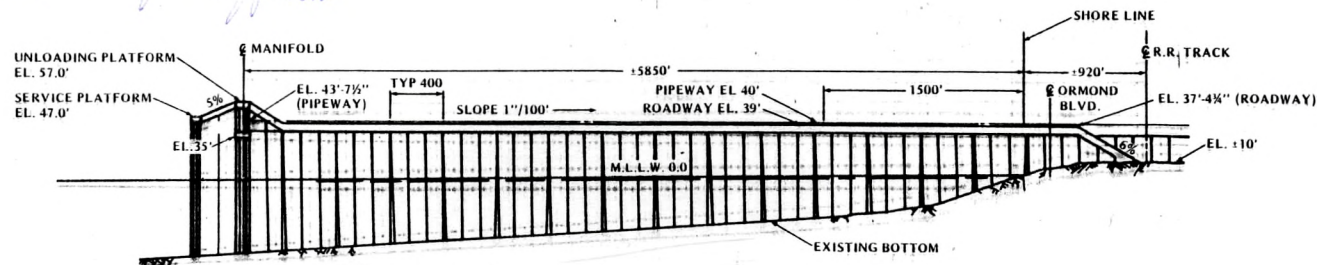 SHORE LINE
℄ MANIFOLD
℄ R.R. TRACK
UNLOADING PLATFORM
EL. 57.0'
±5850'
±920'
5%
EL. 43'-7½"
(PIPEWAY)
TYP 400
SERVICE PLATFORM
EL. 47.0'
SLOPE 1"/100'
PIPEWAY EL 40'
ROADWAY EL. 39'
1500'
℄ ORMOND
BLVD.
EL. 37'-4¼" (ROADWAY)
EL.35'
6%
EL. ±10'
M.L.L.W. 0.0
EXISTING BOTTOM